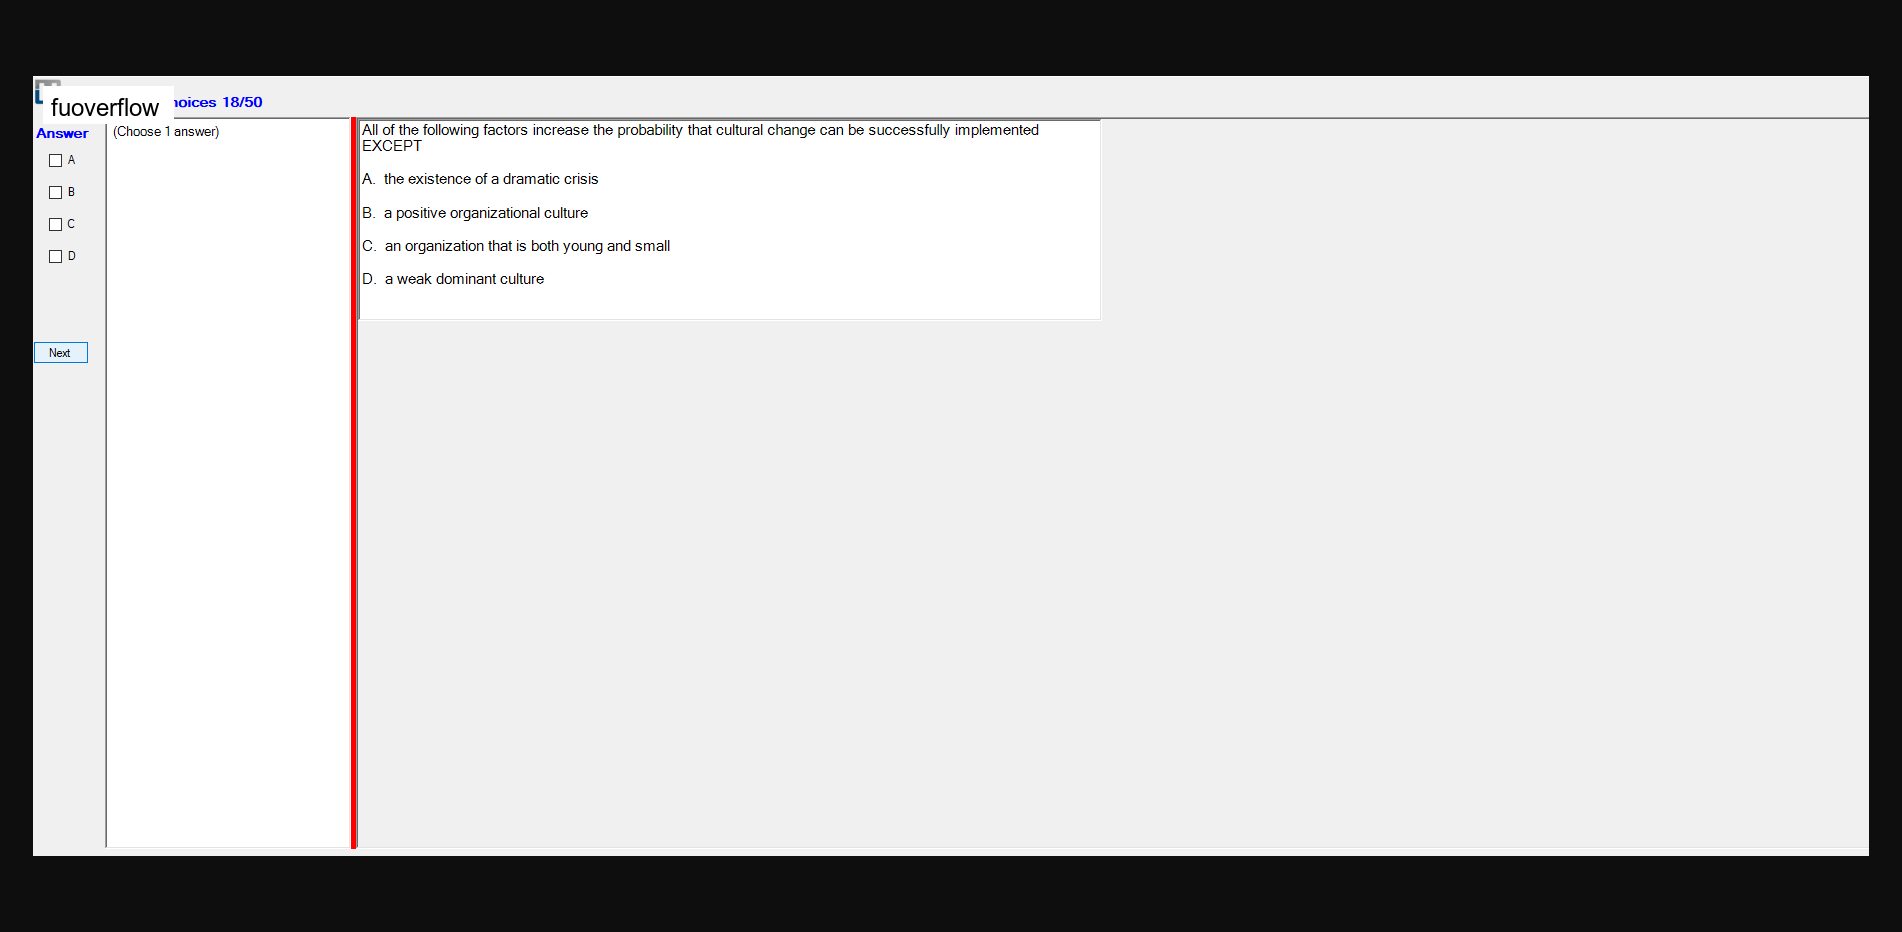 fuoverflow
18/50
Answer
(Choose 1 answer)
A
B
C
D
Next
All of the following factors increase the probability that cultural change can be successfully implemented
EXCEPT
A. the existence of a dramatic crisis
B. a positive organizational culture
C. an organization that is both young and small
D. a weak dominant culture